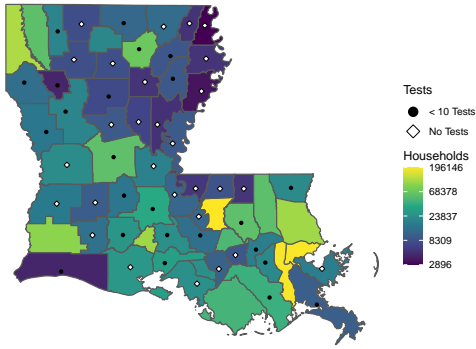 Tests
< 10 Tests
No Tests
Households
196146
68378
23837
8309
2896